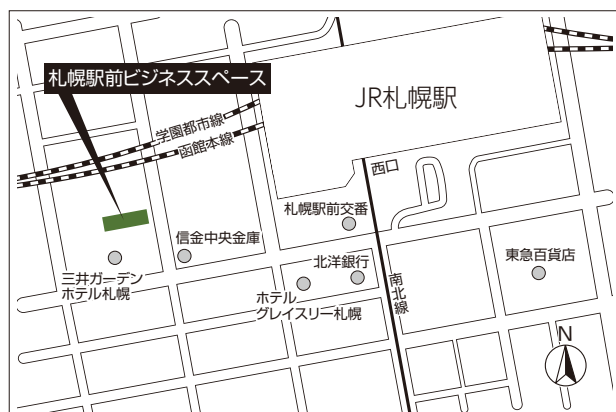 札幌駅前ビジネススペース
JR札幌駅
学園都市線
函館本線
西口
札幌駅前交番
信金中央金庫
三井ガーデン
ホテル札幌
北洋銀行
ホテル
グレイスリー札幌
南北線
東急百貨店
N